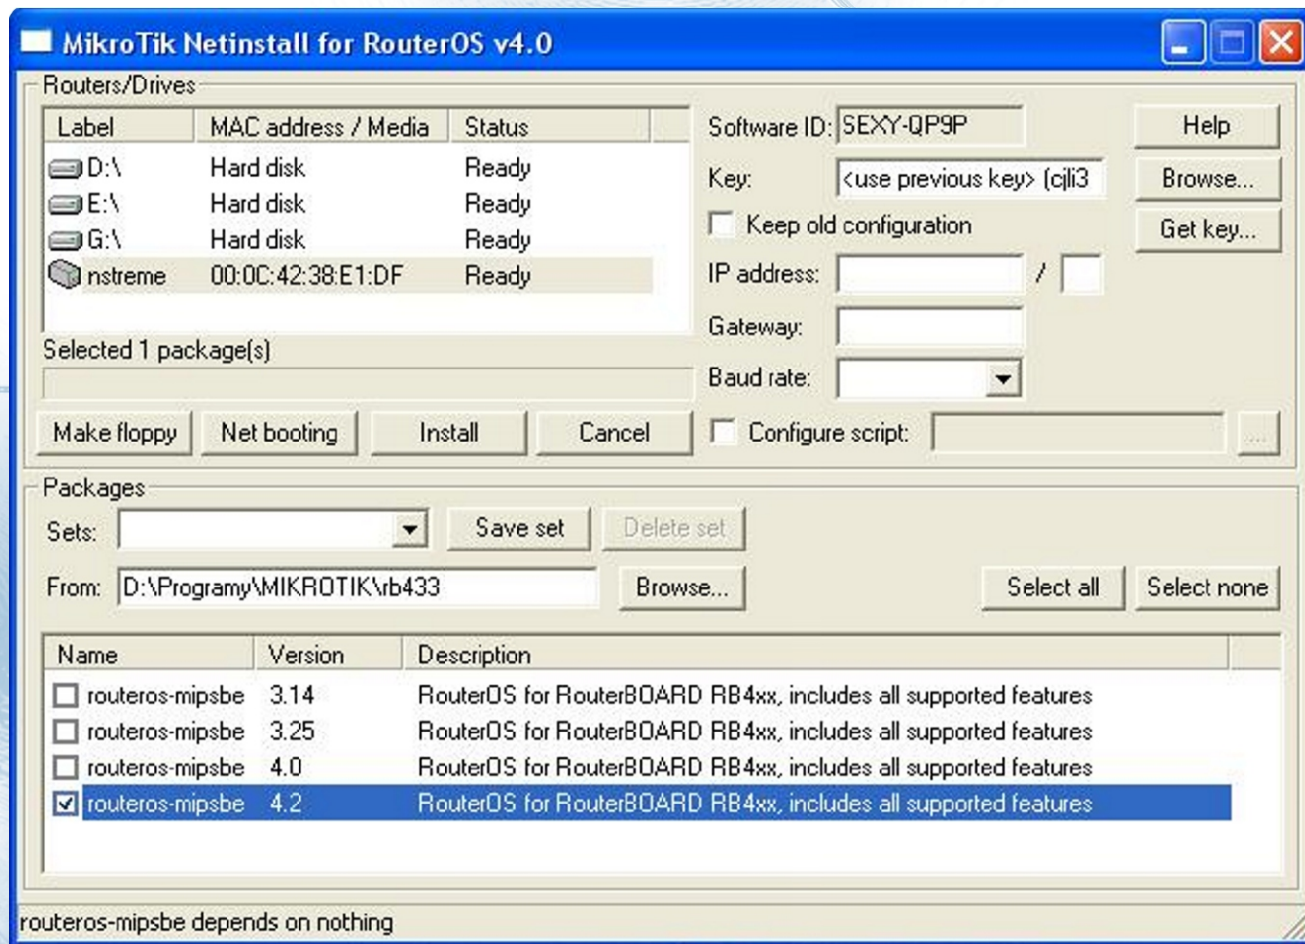 MikroTik Netinstall for RouterOS v4.0
Routers/Drives
Label MAC address / Media Status
D:\ Hard disk Ready
E:\ Hard disk Ready
G:\ Hard disk Ready
nstreme 00:0C:42:38:E1:DF Ready
Selected 1 package(s)
Make floppy Net booting Install Cancel
Software ID: SEXY-QP9P Help
Key: <use previous key> (cjli3 Browse...
Keep old configuration Get key...
IP address: /
Gateway:
Baud rate:
Configure script: ...
Packages
Sets: Save set Delete set
From: D:\Programy\MIKROTIK\rb433 Browse... Select all Select none
Name Version Description
routeros-mipsbe 3.14 RouterOS for RouterBOARD RB4xx, includes all supported features
routeros-mipsbe 3.25 RouterOS for RouterBOARD RB4xx, includes all supported features
routeros-mipsbe 4.0 RouterOS for RouterBOARD RB4xx, includes all supported features
routeros-mipsbe 4.2 RouterOS for RouterBOARD RB4xx, includes all supported features
routeros-mipsbe depends on nothing